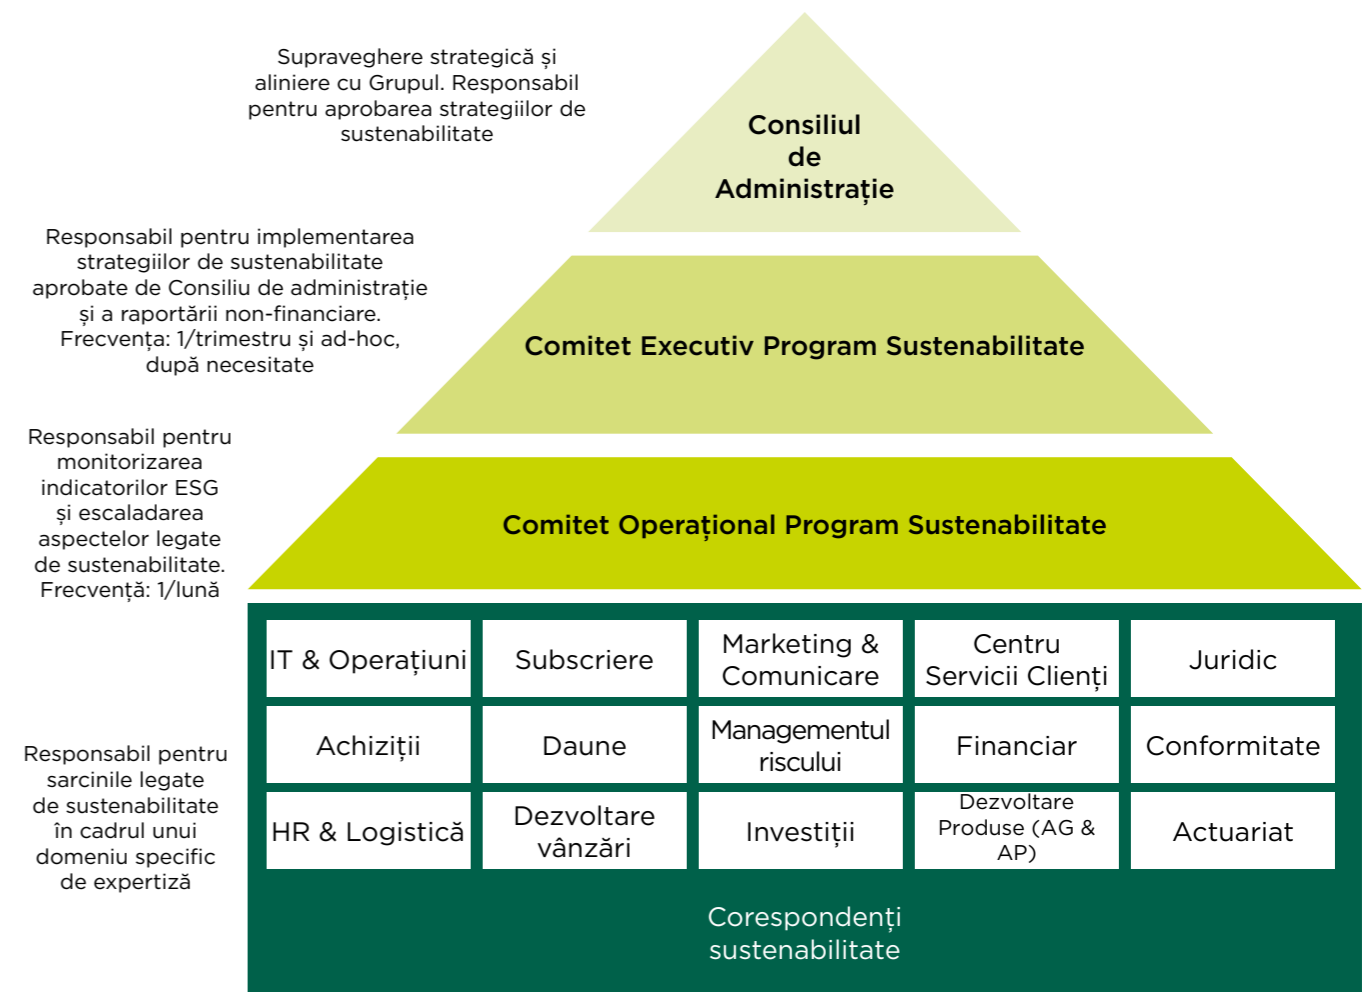 Supraveghere strategică și
aliniere cu Grupul. Responsabil
pentru aprobarea strategiilor de
sustenabilitate
Consiliul
de
Administrație
Responsabil pentru implementarea
strategiilor de sustenabilitate
aprobate de Consiliu de administrație
și a raportării non-financiare.
Frecvența: 1/trimestru și ad-hoc,
după necesitate
Comitet Executiv Program Sustenabilitate
Responsabil pentru
monitorizarea
indicatorilor ESG
și escaladarea
aspectelor legate
de sustenabilitate.
Frecvență: 1/lună
Comitet Operațional Program Sustenabilitate
Responsabil pentru
sarcinile legate
de sustenabilitate
în cadrul unui
domeniu specific
de expertiză
IT & Operațiuni
Subscriere
Marketing &
Comunicare
Centru
Servicii Clienți
Juridic
Achiziții
Daune
Managementul
riscului
Financiar
Conformitate
HR & Logistică
Dezvoltare
vânzări
Investiții
Dezvoltare
Produse (AG &
AP)
Actuariat
Corespondenți
sustenabilitate